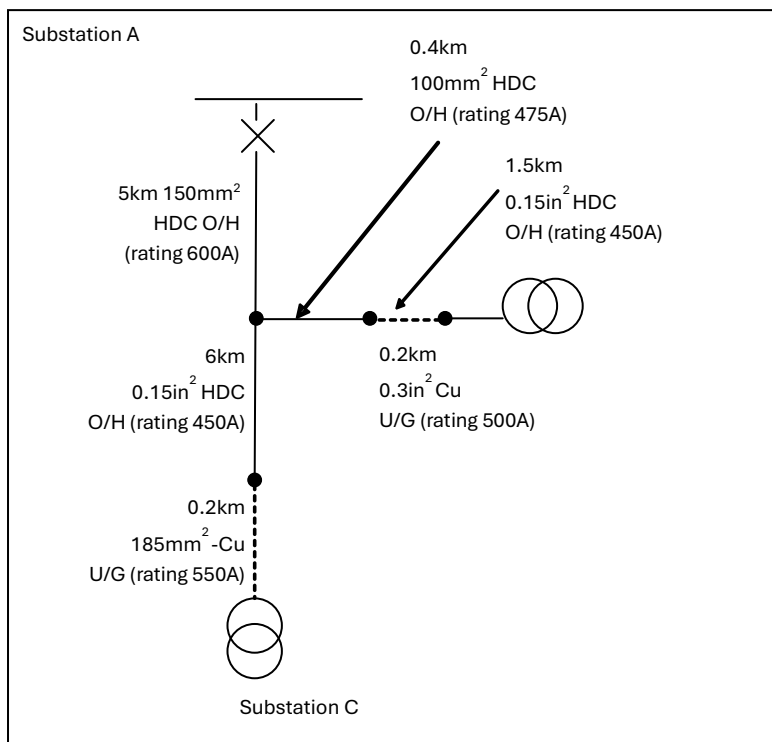 Substation A
0.4km
100mm² HDC
O/H (rating 475A)
1.5km
0.15in² HDC
O/H (rating 450A)
5km 150mm²
HDC O/H
(rating 600A)
6km
0.15in² HDC
O/H (rating 450A)
0.2km
0.3in² Cu
U/G (rating 500A)
0.2km
185mm²-Cu
U/G (rating 550A)
Substation C